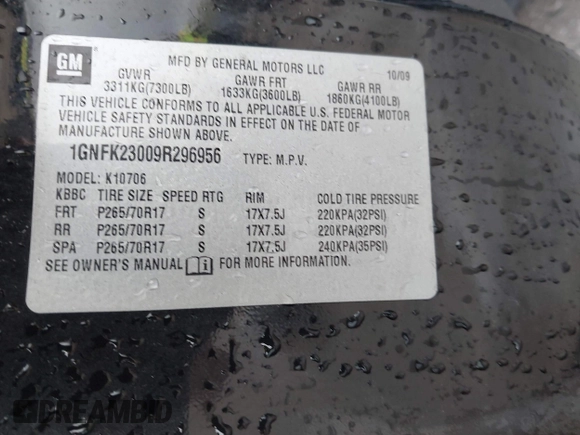 GM
MFD BY GENERAL MOTORS LLC 10/09
GVWR GAWR FRT GAWR RR
3311KG(7300LB) 1633KG(3600LB) 1860KG(4100LB)
THIS VEHICLE CONFORMS TO ALL APPLICABLE U.S. FEDERAL MOTOR
VEHICLE SAFETY STANDARDS IN EFFECT ON THE DATE OF
MANUFACTURE SHOWN ABOVE.
1GNFK23009R296956 TYPE: M.P.V.
MODEL: K10706
KBBC TIRE SIZE SPEED RTG RIM COLD TIRE PRESSURE
FRT P265/70R17 S 17X7.5J 220KPA(32PSI)
RR P265/70R17 S 17X7.5J 220KPA(32PSI)
SPA P265/70R17 S 17X7.5J 240KPA(35PSI)
SEE OWNER'S MANUAL FOR MORE INFORMATION.
DREAMBID